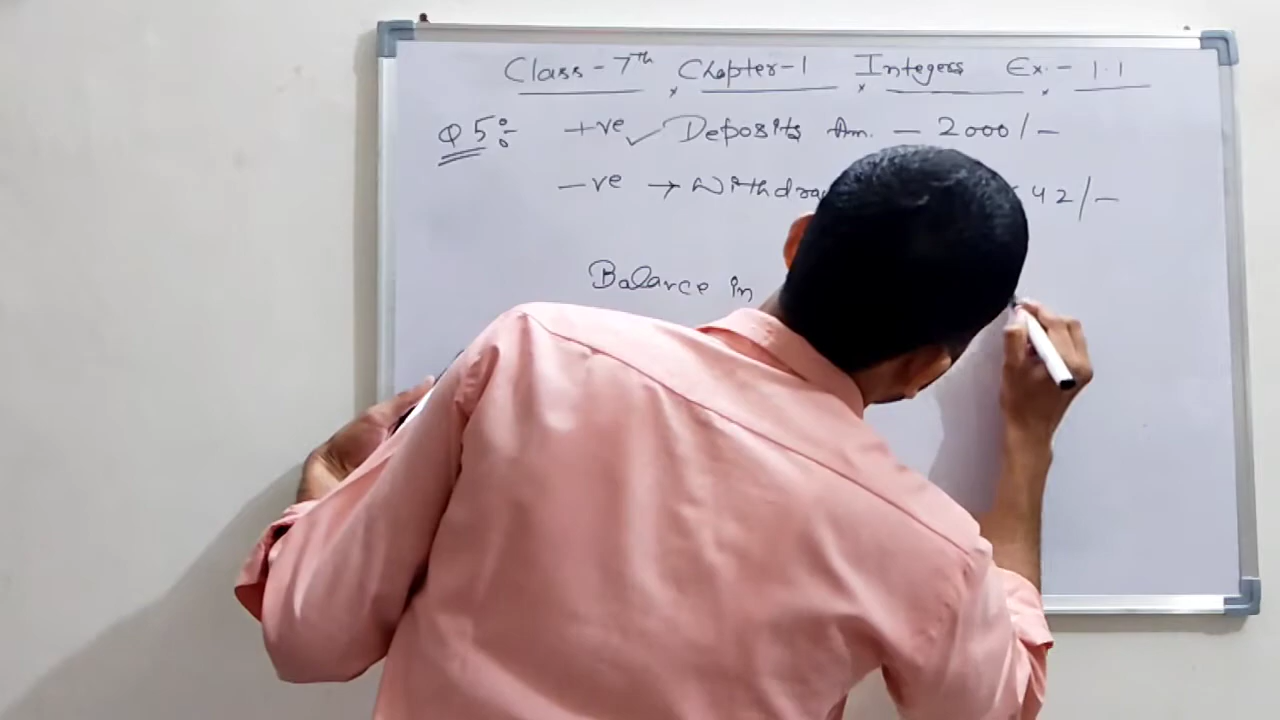 Class - 7th Chapter-1 Integers Ex.- 1.1
Q5:- +ve ✓ Deposits Am. - 2000/-
-ve → Withdra 42/-
Balance in